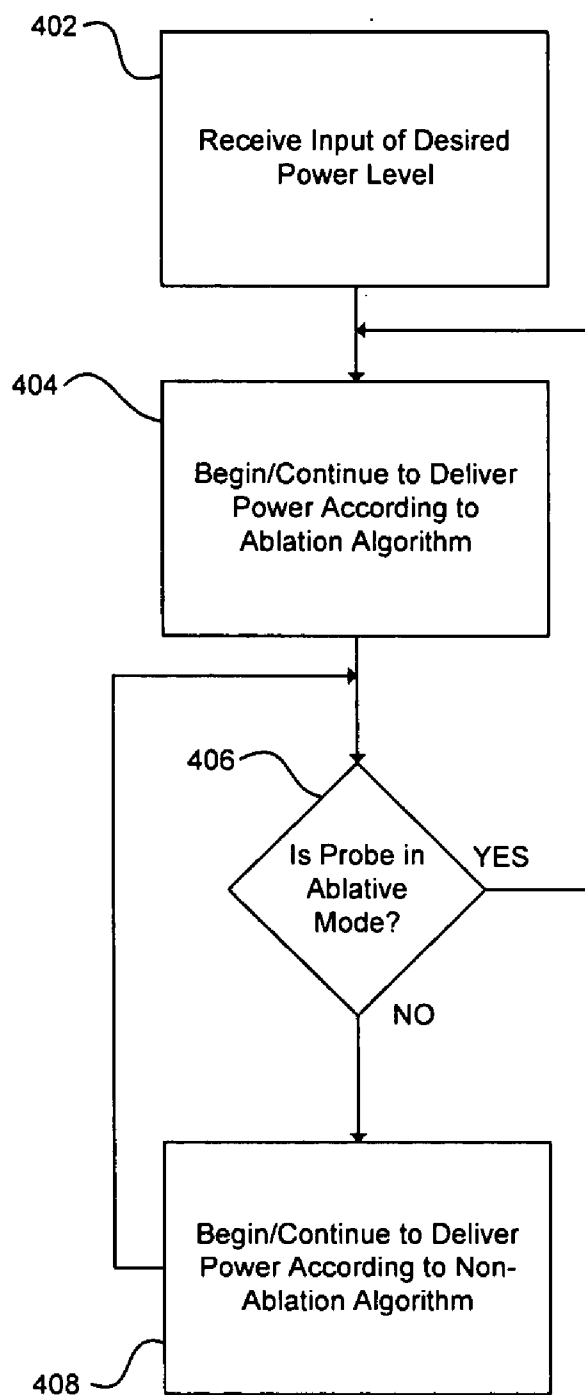 402
Receive Input of Desired
Power Level
404
Begin/Continue to Deliver
Power According to
Ablation Algorithm
406
Is Probe in
Ablative
Mode?
YES
NO
Begin/Continue to Deliver
Power According to Non-
Ablation Algorithm
408